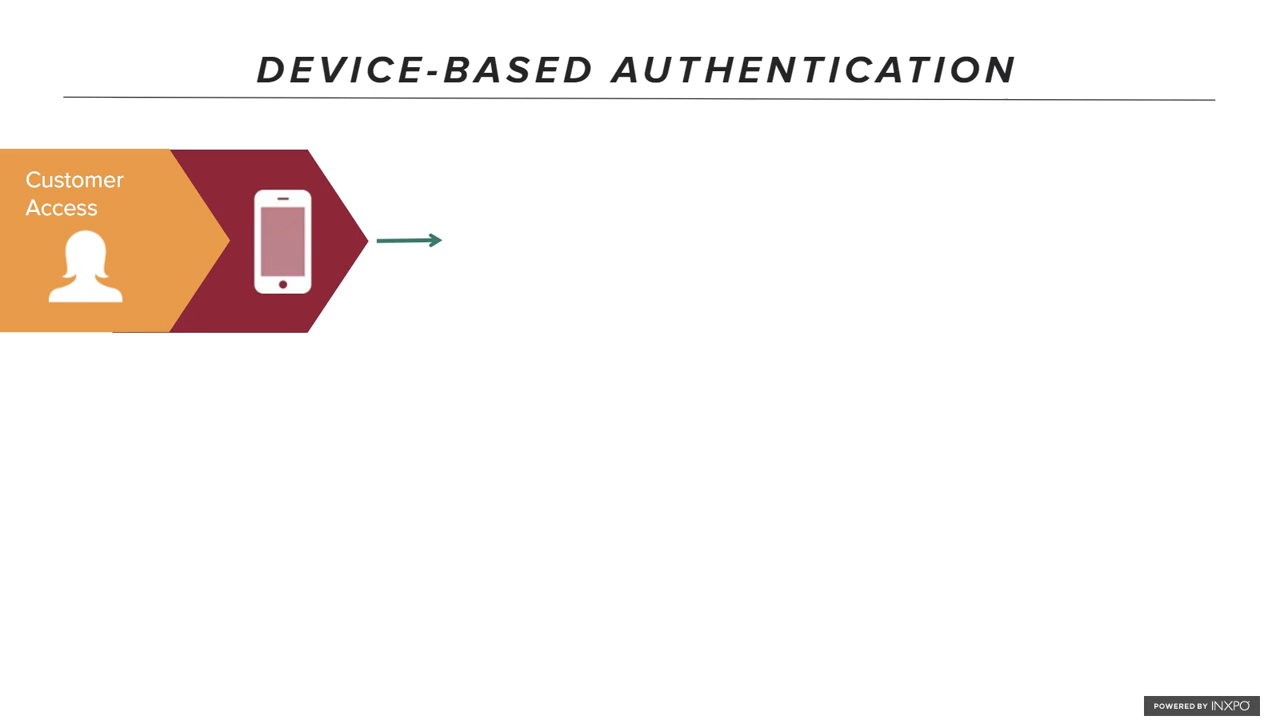 DEVICE-BASED AUTHENTICATION
Customer
Access
POWERED BY INXPO